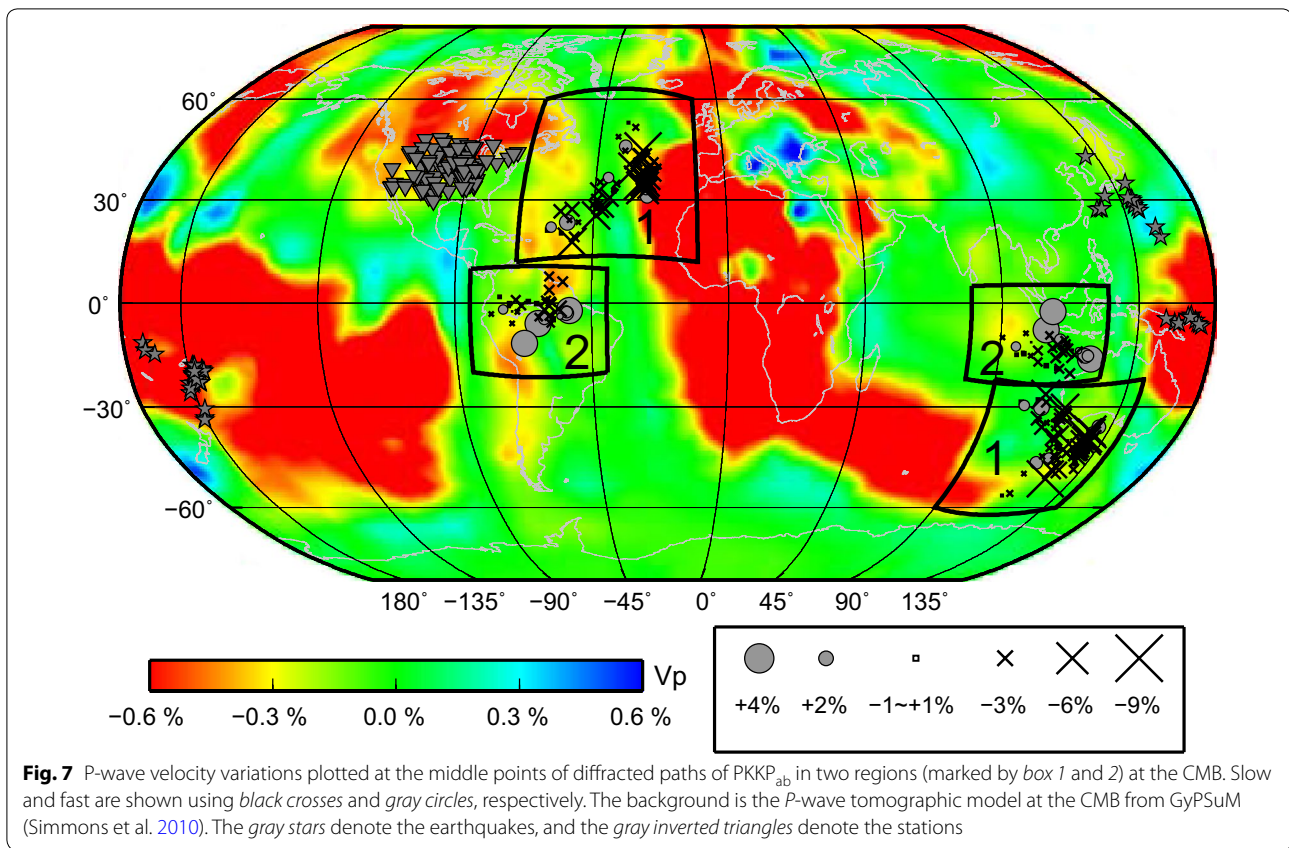 60°
30°
0°
−30°
−60°
1
2
2
1
180° −135° −90° −45° 0° 45° 90° 135°
Vp
−0.6 % −0.3 % 0.0 % 0.3 % 0.6 %
+4% +2% −1~+1% −3% −6% −9%
Fig. 7 P-wave velocity variations plotted at the middle points of diffracted paths of PKKPab in two regions (marked by box 1 and 2) at the CMB. Slow
and fast are shown using black crosses and gray circles, respectively. The background is the P-wave tomographic model at the CMB from GyPSuM
(Simmons et al. 2010). The gray stars denote the earthquakes, and the gray inverted triangles denote the stations